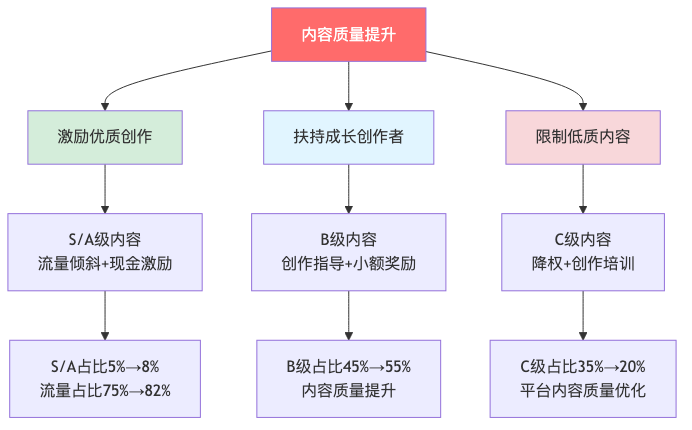 内容质量提升
激励优质创作
扶持成长创作者
限制低质内容
S/A级内容
流量倾斜+现金激励
B级内容
创作指导+小额奖励
C级内容
降权+创作培训
S/A占比5%→8%
流量占比75%→82%
B级占比45%→55%
内容质量提升
C级占比35%→20%
平台内容质量优化